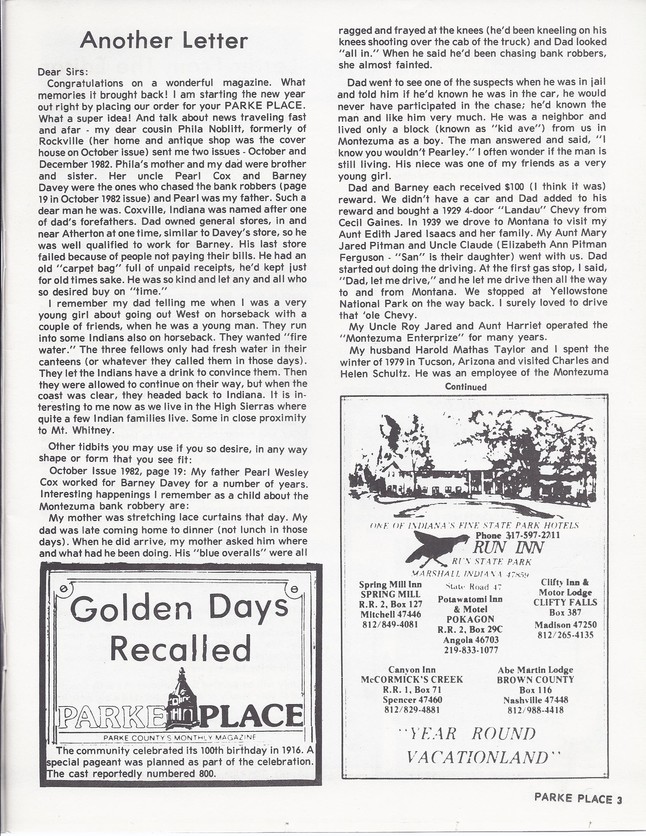 Another Letter
Dear Sirs:
Congratulations on a wonderful magazine. What
memories it brought back! I am starting the new year
out right by placing our order for your PARKE PLACE.
What a super idea! And talk about news traveling fast
and afar - my dear cousin Phila Noblitt, formerly of
Rockville (her home and antique shop was the cover
house on October issue) sent me two issues - October and
December 1982. Phila's mother and my dad were brother
and sister. Her uncle Pearl Cox and Barney
Davey were the ones who chased the bank robbers (page
19 in October 1982 issue) and Pearl was my father. Such a
dear man he was. Coxville, Indiana was named after one
of dad's forefathers. Dad owned general stores, in and
near Atherton at one time, similar to Davey's store, so he
was well qualified to work for Barney. His last store
failed because of people not paying their bills. He had an
old "carpet bag" full of unpaid receipts, he'd kept just
for old times sake. He was so kind and let any and all who
so desired buy on "time."
I remember my dad telling me when I was a very
young girl about going out West on horseback with a
couple of friends, when he was a young man. They run
into some Indians also on horseback. They wanted "fire
water." The three fellows only had fresh water in their
canteens (or whatever they called them in those days).
They let the Indians have a drink to convince them. Then
they were allowed to continue on their way, but when the
coast was clear, they headed back to Indiana. It is in-
teresting to me now as we live in the High Sierras where
quite a few Indian families live. Some in close proximity
to Mt. Whitney.
Other tidbits you may use if you so desire, in any way
shape or form that you see fit:
October Issue 1982, page 19: My father Pearl Wesley
Cox worked for Barney Davey for a number of years.
Interesting happenings I remember as a child about the
Montezuma bank robbery are:
My mother was stretching lace curtains that day. My
dad was late coming home to dinner (not lunch in those
days). When he did arrive, my mother asked him where
and what had he been doing. His "blue overalls" were all
ragged and frayed at the knees (he'd been kneeling on his
knees shooting over the cab of the truck) and Dad looked
"all in." When he said he'd been chasing bank robbers,
she almost fainted.
Dad went to see one of the suspects when he was in jail
and told him if he'd known he was in the car, he would
never have participated in the chase; he'd known the
man and like him very much. He was a neighbor and
lived only a block (known as "kid ave") from us in
Montezuma as a boy. The man answered and said, "I
know you wouldn't Pearley." I often wonder if the man is
still living. His niece was one of my friends as a very
young girl.
Dad and Barney each received $100 (I think it was)
reward. We didn't have a car and Dad added to his
reward and bought a 1929 4-door "Landau" Chevy from
Cecil Gaines. In 1939 we drove to Montana to visit my
Aunt Edith Jared Isaacs and her family. My Aunt Mary
Jared Pitman and Uncle Claude (Elizabeth Ann Pitman
Ferguson - "San" is their daughter) went with us. Dad
started out doing the driving. At the first gas stop, I said,
"Dad, let me drive," and he let me drive then all the way
to and from Montana. We stopped at Yellowstone
National Park on the way back. I surely loved to drive
that 'ole Chevy.
My Uncle Roy Jared and Aunt Harriet operated the
"Montezuma Enterprize" for many years.
My husband Harold Mathas Taylor and I spent the
winter of 1979 in Tucson, Arizona and visited Charles and
Helen Schultz. He was an employee of the Montezuma
Continued
Golden Days
Recalled
PARKE PLACE
PARKE COUNTY'S MONTHLY MAGAZINE
The community celebrated its 100th birthday in 1916. A
special pageant was planned as part of the celebration.
The cast reportedly numbered 800.
ONE OF INDIANA'S FINE STATE PARK HOTELS
Phone 317-597-2211
RUN INN
RUN STATE PARK
MARSHALL INDIANA 47859
State Road 47
Spring Mill Inn
SPRING MILL
R.R. 2, Box 127
Mitchell 47446
812/849-4081
Potawatomi Inn
& Motel
POKAGON
R.R. 2, Box 29C
Angola 46703
219-833-1077
Clifty Inn &
Motor Lodge
CLIFTY FALLS
Box 387
Madison 47250
812/265-4135
Canyon Inn
McCORMICK'S CREEK
R.R. 1, Box 71
Spencer 47460
812/829-4881
Abe Martin Lodge
BROWN COUNTY
Box 116
Nashville 47448
812/988-4418
"YEAR ROUND
VACATIONLAND"
PARKE PLACE 3